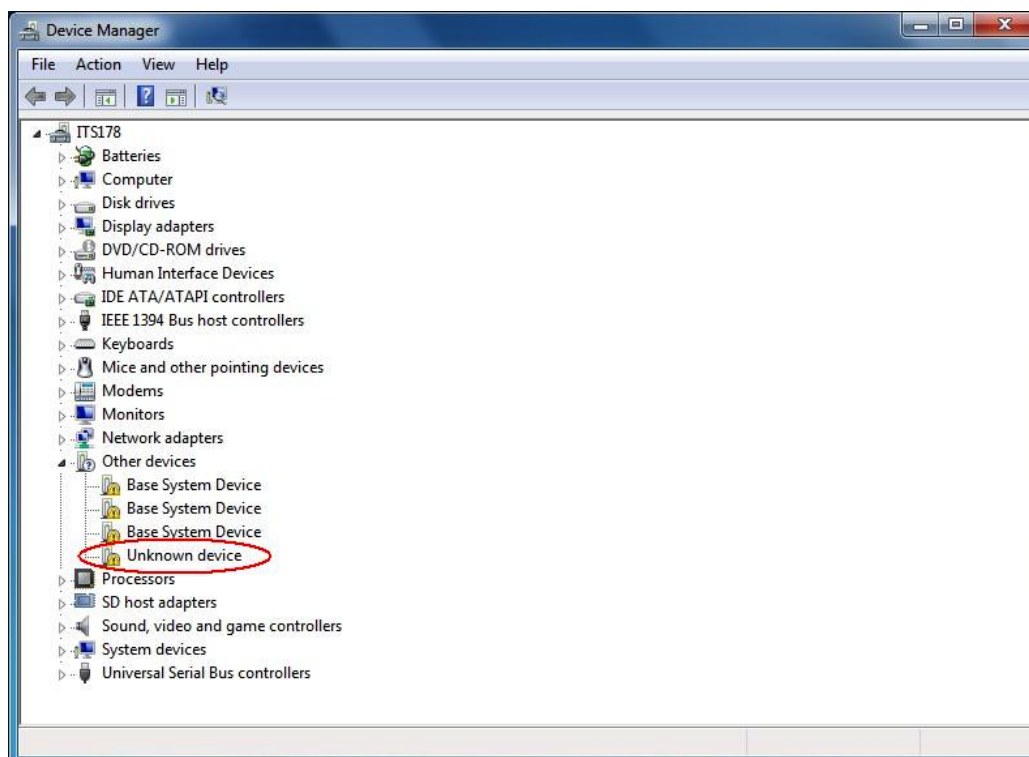 Device Manager
File Action View Help
ITS178
Batteries
Computer
Disk drives
Display adapters
DVD/CD-ROM drives
Human Interface Devices
IDE ATA/ATAPI controllers
IEEE 1394 Bus host controllers
Keyboards
Mice and other pointing devices
Modems
Monitors
Network adapters
Other devices
Base System Device
Base System Device
Base System Device
Unknown device
Processors
SD host adapters
Sound, video and game controllers
System devices
Universal Serial Bus controllers